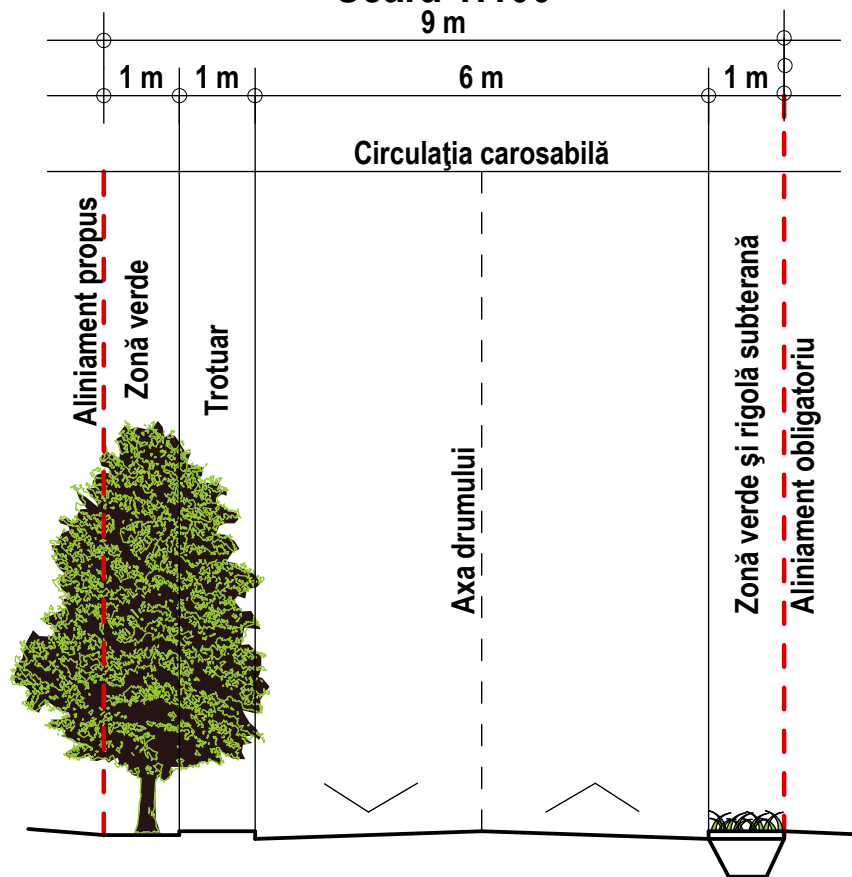 9 m
1 m 1 m 6 m 1 m
Circulaţia carosabilă
Aliniament propus
Zonă verde
Trotuar
Axa drumului
Zonă verde şi rigolă subterană
Aliniament obligatoriu